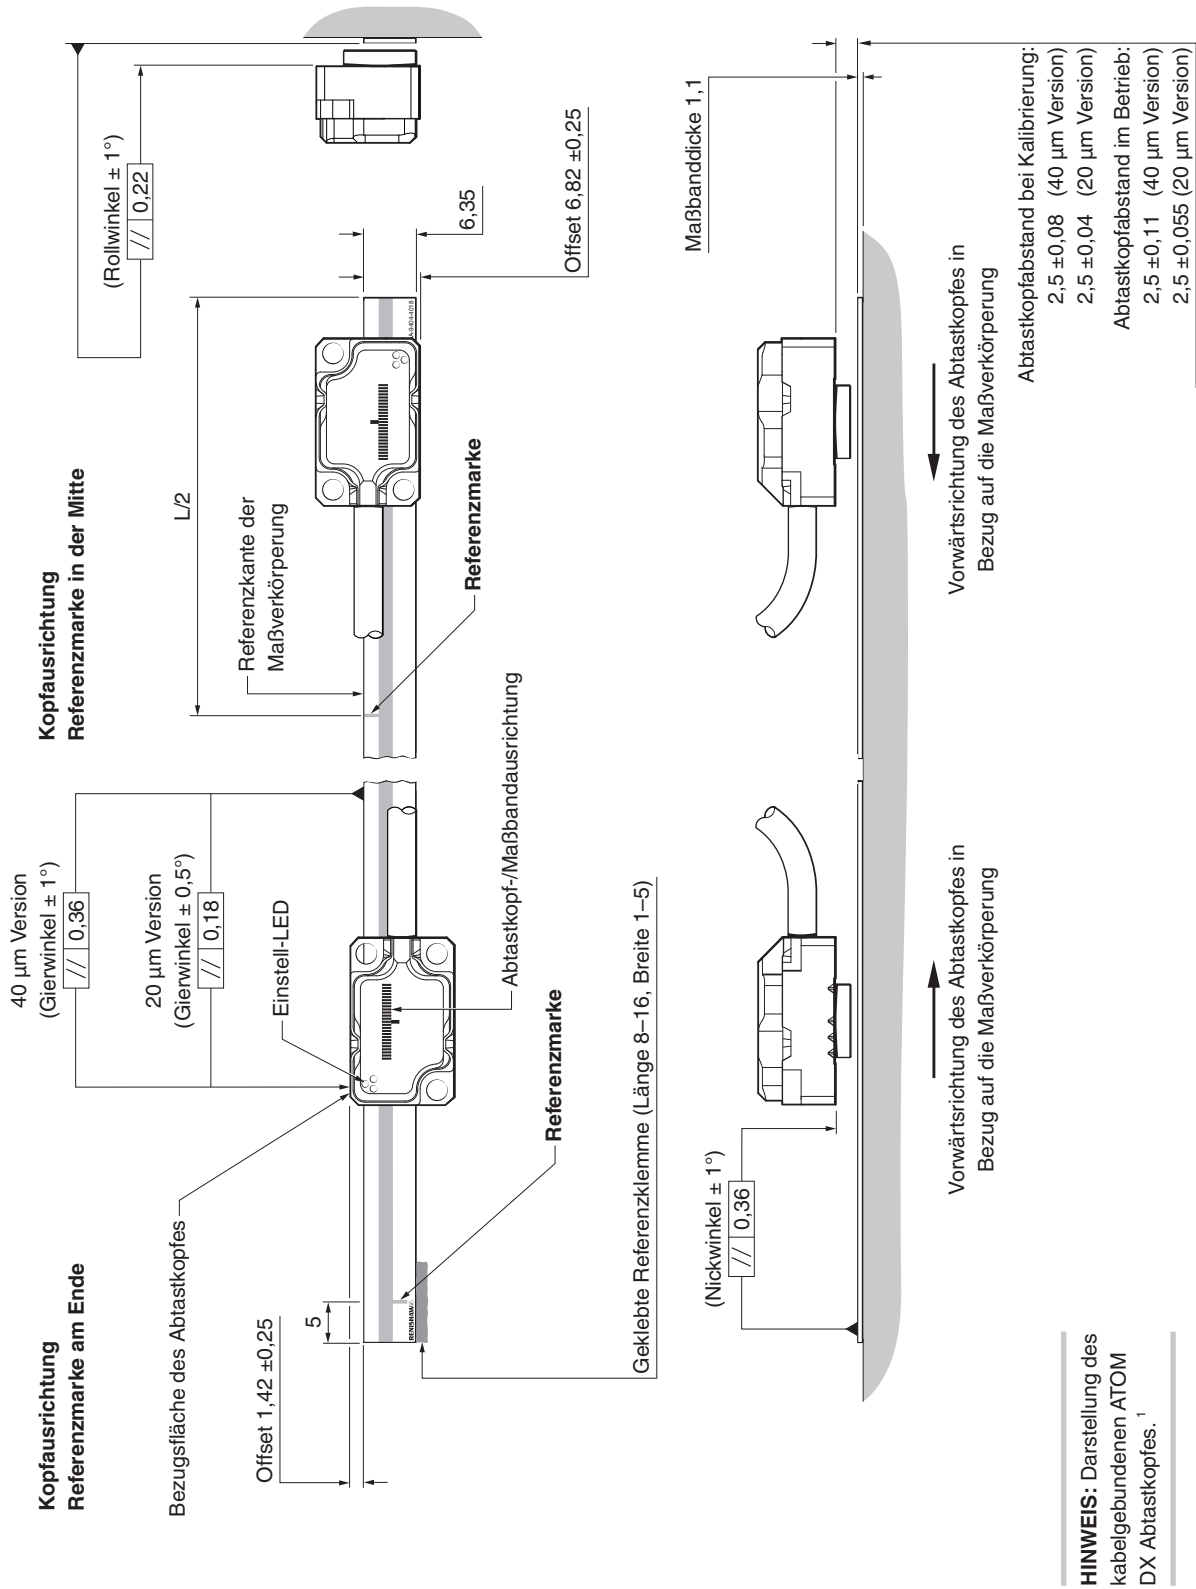 Kopfausrichtung
Referenzmarke am Ende
Bezugsfläche des Abtastkopfes
Offset 1,42 ±0,25
5
RENISHAW
40 µm Version
(Gierwinkel ± 1°)
// 0,36
20 µm Version
(Gierwinkel ± 0,5°)
// 0,18
Einstell-LED
Abtastkopf-/Maßbandausrichtung
Referenzmarke
Geklebte Referenzklemme (Länge 8–16, Breite 1–5)
Kopfausrichtung
Referenzmarke in der Mitte
L/2
Referenzkante der
Maßverkörperung
Referenzmarke
A-9404-4018
(Rollwinkel ± 1°)
// 0,22
6,35
Offset 6,82 ±0,25
(Nickwinkel ± 1°)
// 0,36
Vorwärtsrichtung des Abtastkopfes in
Bezug auf die Maßverkörperung
Vorwärtsrichtung des Abtastkopfes in
Bezug auf die Maßverkörperung
Maßbanddicke 1,1
Abtastkopfabstand bei Kalibrierung:
2,5 ±0,08 (40 µm Version)
2,5 ±0,04 (20 µm Version)
Abtastkopfabstand im Betrieb:
2,5 ±0,11 (40 µm Version)
2,5 ±0,055 (20 µm Version)
HINWEIS: Darstellung des
kabelgebundenen ATOM
DX Abtastkopfes. 1